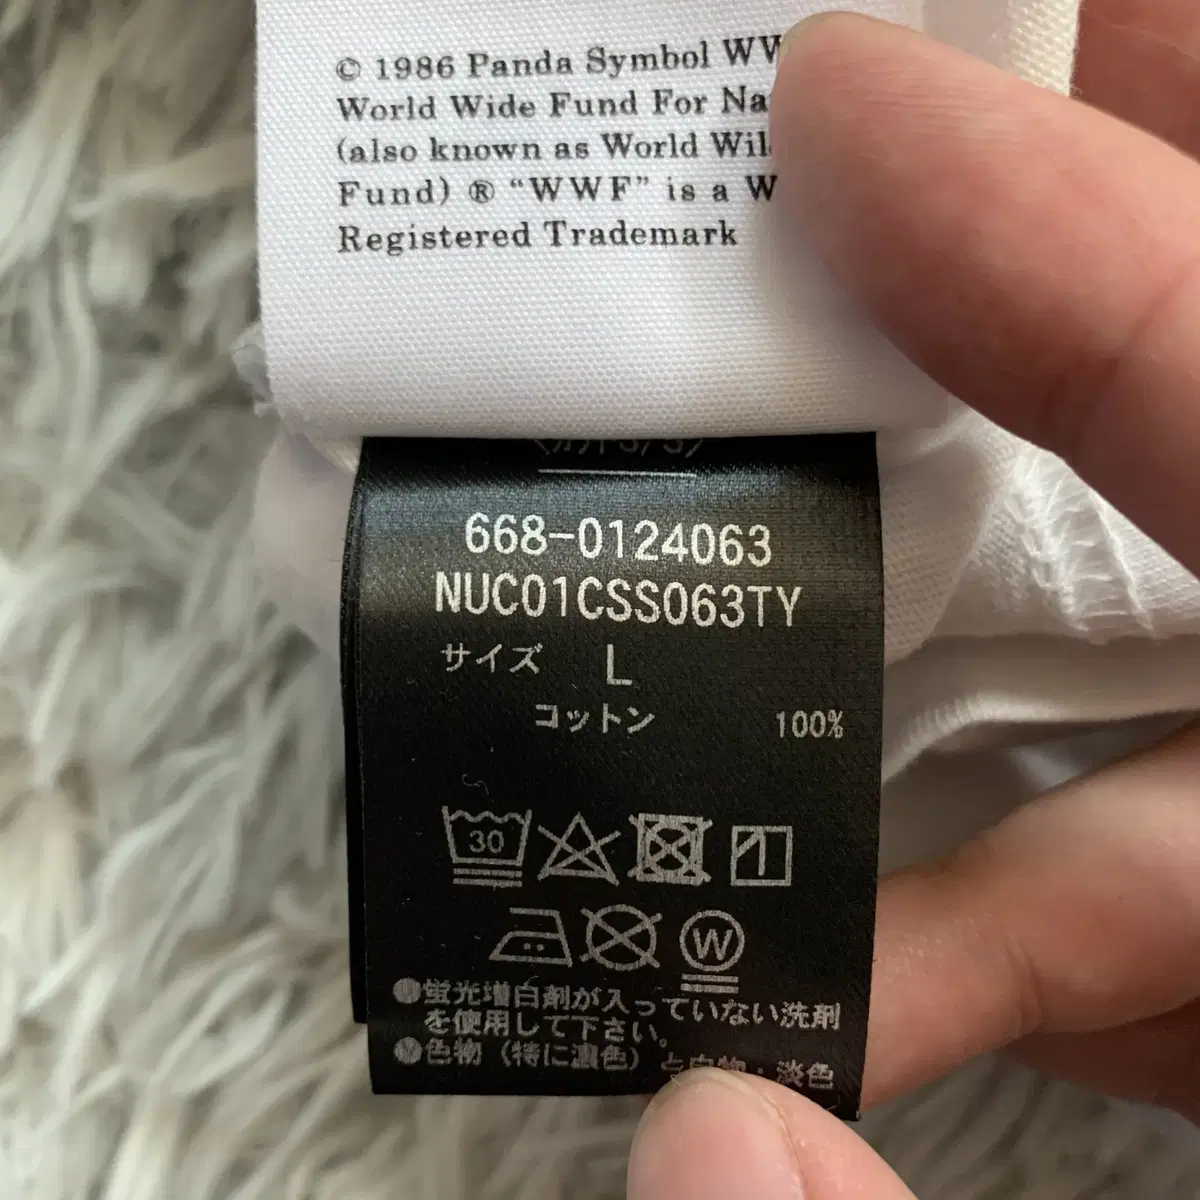 © 1986 Panda Symbol
World Wide Fund For
(also known as World
Fund) ® “WWF” is a
Registered Trademark
668-0124063
NUC01CSS063TY
サイズ L
コットン 100%
30
W
●蛍光増白剤が入っていない洗剤
を使用して下さい。
●色物（特に濃色）と白物・淡色